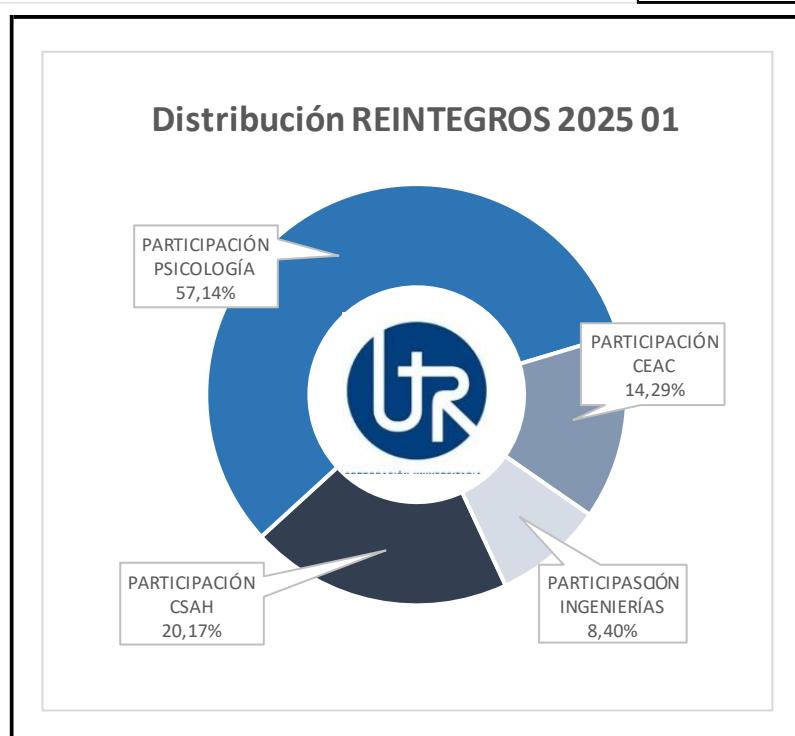 Distribución REINTEGROS 2025 01
PARTICIPACIÓN
PSICOLOGÍA
57,14%
PARTICIPACIÓN
CEAC
14,29%
UR
PARTICIPACIÓN
CSAH
20,17%
PARTICIPASCIÓN
INGENIERÍAS
8,40%